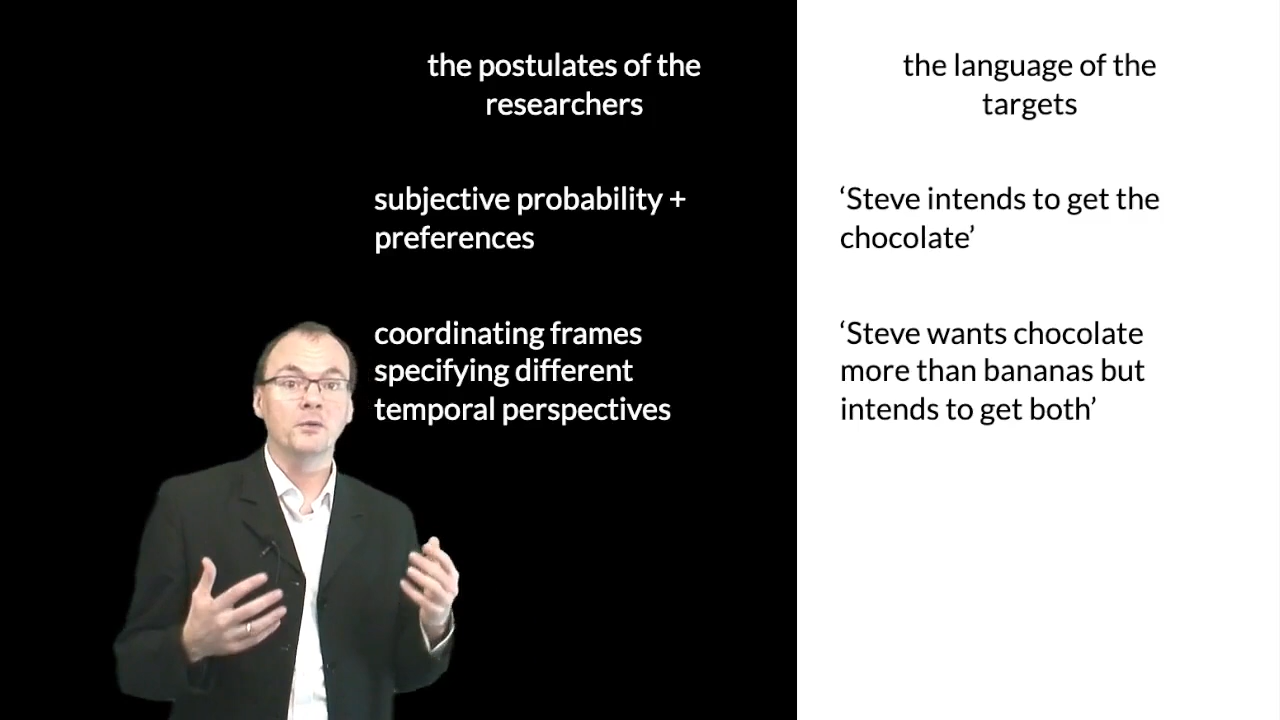 the postulates of the
researchers
subjective probability +
preferences
coordinating frames
specifying different
temporal perspectives
the language of the
targets
‘Steve intends to get the
chocolate’
‘Steve wants chocolate
more than bananas but
intends to get both’